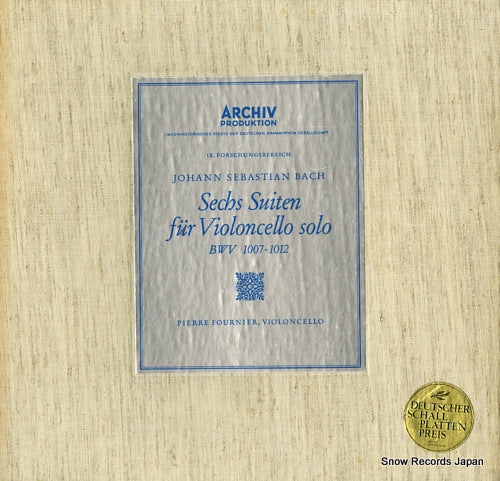 ARCHIV
PRODUKTION
MUSIKHISTORISCHES STUDIO DER DEUTSCHEN GRAMMOPHON GESELLSCHAFT
IX. FORSCHUNGSBEREICH
JOHANN SEBASTIAN BACH
Sechs Suiten
für Violoncello solo
BWV 1007-1012
PIERRE FOURNIER, VIOLONCELLO
DEUTSCHER
SCHALL
PLATTEN
PREIS
Snow Records Japan